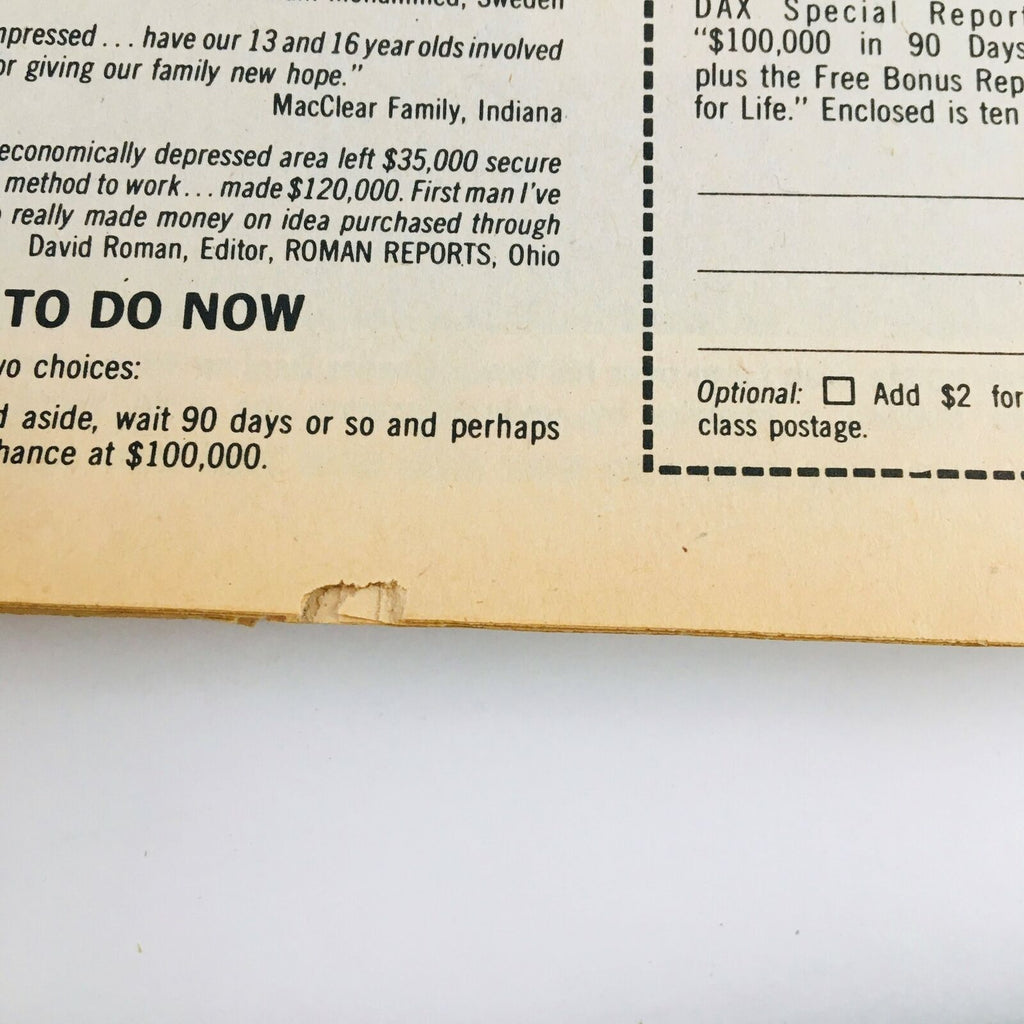 Sweden
have our 13 and 16 year olds involved
or giving our family new hope."
MacClear Family, Indiana
economically depressed area left $35,000 secure
method to work... made $120,000. First man I've
really made money on idea purchased through
David Roman, Editor, ROMAN REPORTS, Ohio
TO DO NOW
choices:
aside, wait 90 days or so and perhaps
at $100,000.
DAX Special Report
"$100,000 in 90 Days
plus the Free Bonus Rep
for Life." Enclosed is ten
Optional: ☐ Add $2 for
class postage.